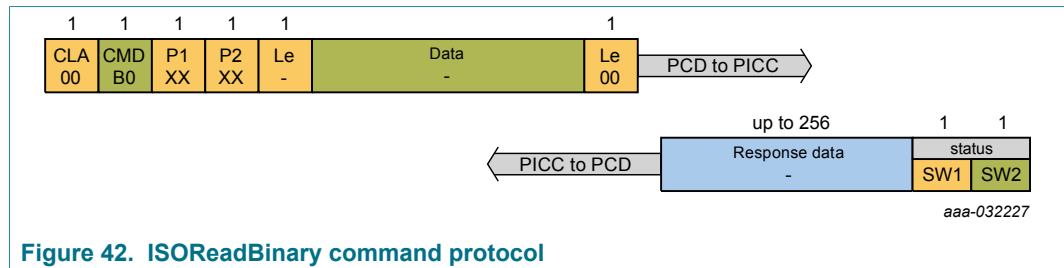 1 1 1 1 1 1
CLA CMD P1 P2 Le Data Le
00 B0 XX XX - - 00
PCD to PICC
up to 256 1 1
PICC to PCD
Response data
-
status
SW1 SW2
aaa-032227
Figure 42. ISOReadBinary command protocol